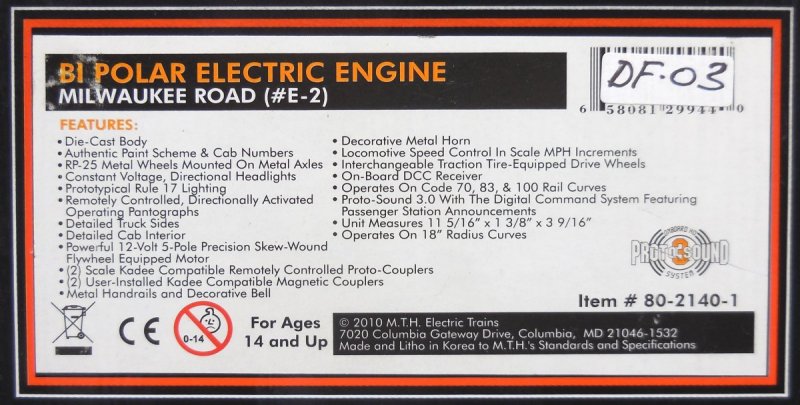 BI POLAR ELECTRIC ENGINE
MILWAUKEE ROAD (#E-2)
DF-03
6 58081 29944 0
FEATURES:
• Die-Cast Body
• Authentic Paint Scheme & Cab Numbers
• RP-25 Metal Wheels Mounted On Metal Axles
• Constant Voltage, Directional Headlights
• Prototypical Rule 17 Lighting
• Remotely Controlled, Directionally Activated
Operating Pantographs
• Detailed Truck Sides
• Detailed Cab Interior
• Powerful 12-Volt 5-Pole Precision Skew-Wound
Flywheel Equipped Motor
• (2) Scale Kadee Compatible Remotely Controlled Proto-Couplers
• (2) User-Installed Kadee Compatible Magnetic Couplers
• Metal Handrails and Decorative Bell
• Decorative Metal Horn
• Locomotive Speed Control In Scale MPH Increments
• Interchangeable Traction Tire-Equipped Drive Wheels
• On-Board DCC Receiver
• Operates On Code 70, 83, & 100 Rail Curves
• Proto-Sound 3.0 With The Digital Command System Featuring
Passenger Station Announcements
• Unit Measures 11 5/16” x 1 3/8” x 3 9/16”
• Operates On 18” Radius Curves
PROTO 3 SOUND
SYSTEM
Item # 80-2140-1
CE
0-14
For Ages
14 and Up
© 2010 M.T.H. Electric Trains
7020 Columbia Gateway Drive, Columbia, MD 21046-1532
Made and Litho in Korea to M.T.H.'s Standards and Specifications